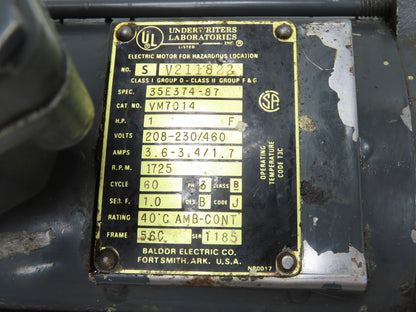 UL
UNDERWRITERS
LABORATORIES
LISTED INC.®
ELECTRIC MOTOR FOR HAZARDOUS LOCATION
NO. S V211822
CLASS I GROUP D - CLASS II GROUP F & G
SPEC. 35E374-87
CAT. NO. VM7014
H.P. 1 F
VOLTS 208-230/460
AMPS 3.6-3.4/1.7
R.P.M. 1725
CYCLE 60 PH 3 CLASS B
SER. F. 1.0 DES. B CODE J
RATING 40°C AMB-CONT
FRAME 56C SER. 1185
BALDOR ELECTRIC CO.
FORT SMITH, ARK. U.S.A.
NP0017
SA
OPERATING
TEMPERATURE
CODE T3C